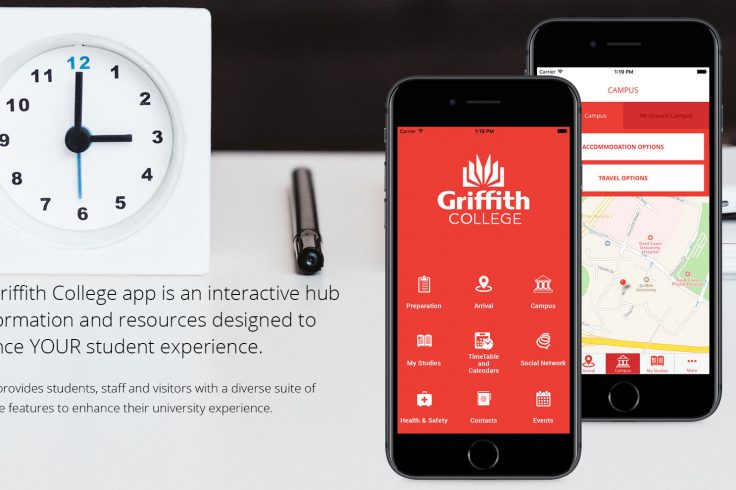 12
11
1
10
2
9
3
8
4
7
5
6
riffith College app is an interactive hub
ormation and resources designed to
nce YOUR student experience.
provides students, staff and visitors with a diverse suite of
e features to enhance their university experience.
Carrier 1:19 PM
Griffith
COLLEGE
Preparation Arrival Campus
My Studies TimeTable and Calendars Social Network
Health & Safety Contacts Events
Carrier 1:19 PM
CAMPUS
Campus Mt Gravatt Campus
ACCOMMODATION OPTIONS
TRAVEL OPTIONS
Gold Coast
University
Hospital
Griffith
University
Arrival Campus My Studies More